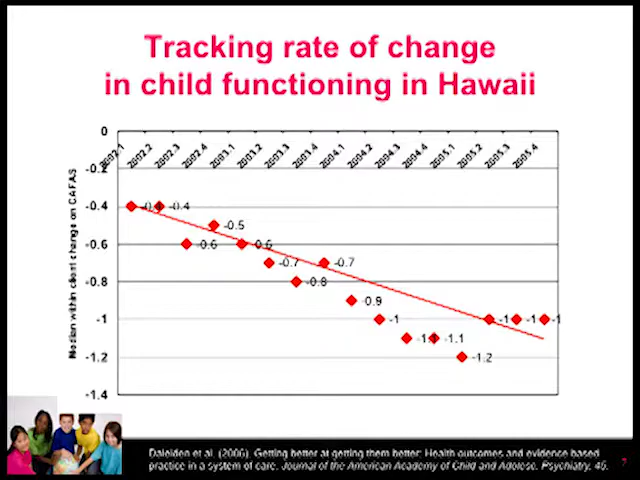 Tracking rate of change
in child functioning in Hawaii
0
-0.2
-0.4
-0.6
-0.8
-1
-1.2
-1.4
2002.1 2002.2 2002.3 2002.4 2003.1 2003.2 2003.3 2003.4 2004.1 2004.2 2004.3 2004.4 2005.1 2005.2 2005.3 2005.4
Median within client change on CAFAS
-0.4 -0.4 -0.6 -0.5 -0.6 -0.7 -0.8 -0.7 -0.9 -1 -1.1 -1.1 -1.2 -1 -1 -1
Daleiden et al. (2006). Getting better at getting them better: Health outcomes and evidence based
practice in a system of care. Journal of the American Academy of Child and Adolesc. Psychiatry, 45.